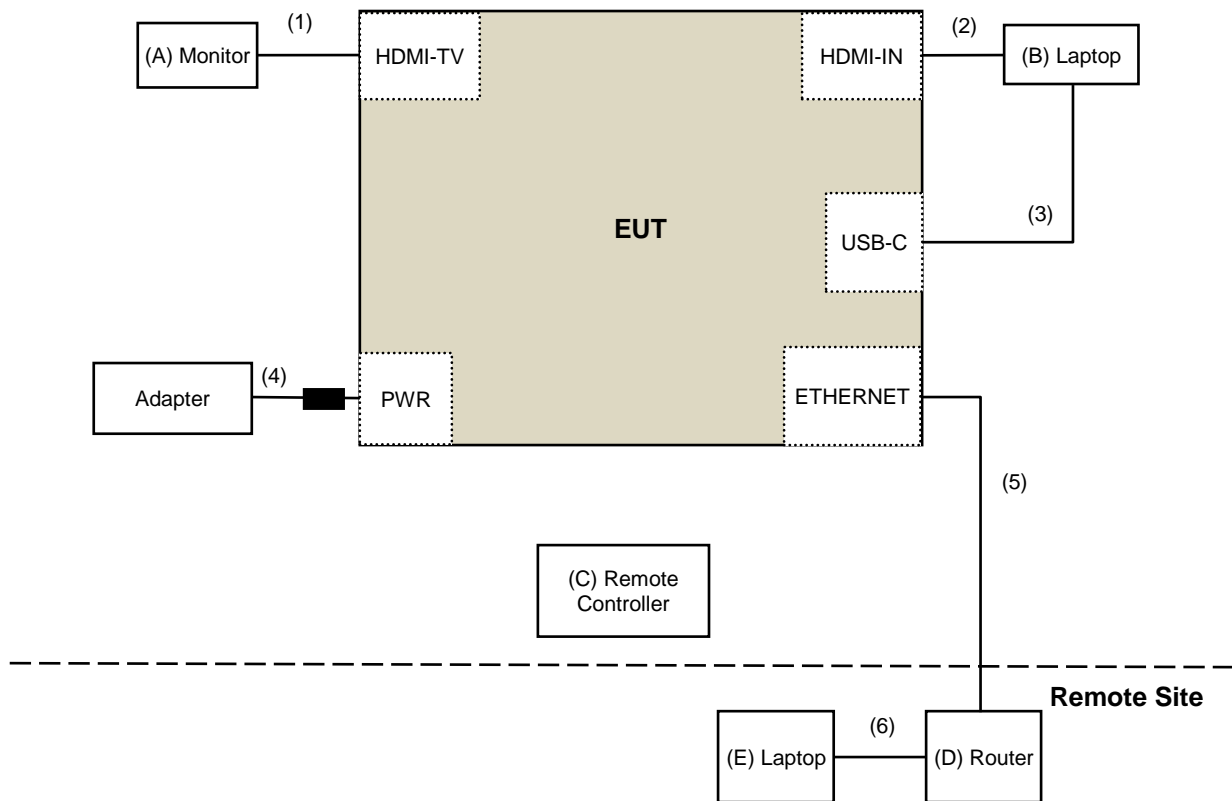 (1)
(2)
(A) Monitor
HDMI-TV
HDMI-IN
(B) Laptop
EUT
(3)
USB-C
(4)
Adapter
PWR
ETHERNET
(5)
(C) Remote
Controller
Remote Site
(6)
(E) Laptop
(D) Router